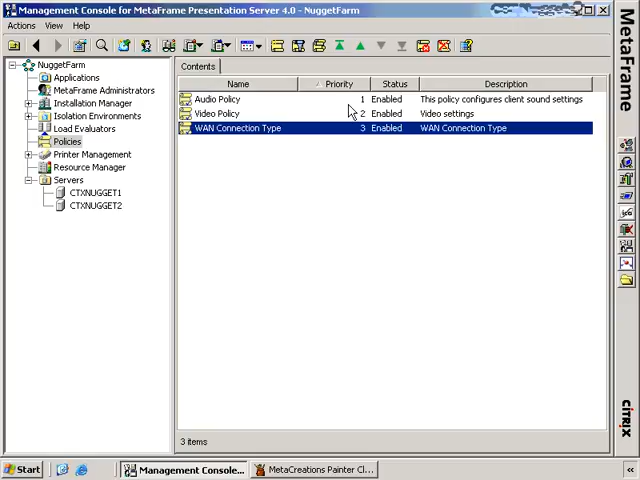 Management Console for MetaFrame Presentation Server 4.0 - NuggetFarm
Actions View Help
NuggetFarm
Applications
MetaFrame Administrators
Installation Manager
Isolation Environments
Load Evaluators
Policies
Printer Management
Resource Manager
Servers
CTXNUGGET1
CTXNUGGET2
Contents
Name Priority Status Description
Audio Policy 1 Enabled This policy configures client sound settings
Video Policy 2 Enabled Video settings
WAN Connection Type 3 Enabled WAN Connection Type
3 items
MetaFrame
CITRIX
Start Management Console... MetaCreations Painter Cl...